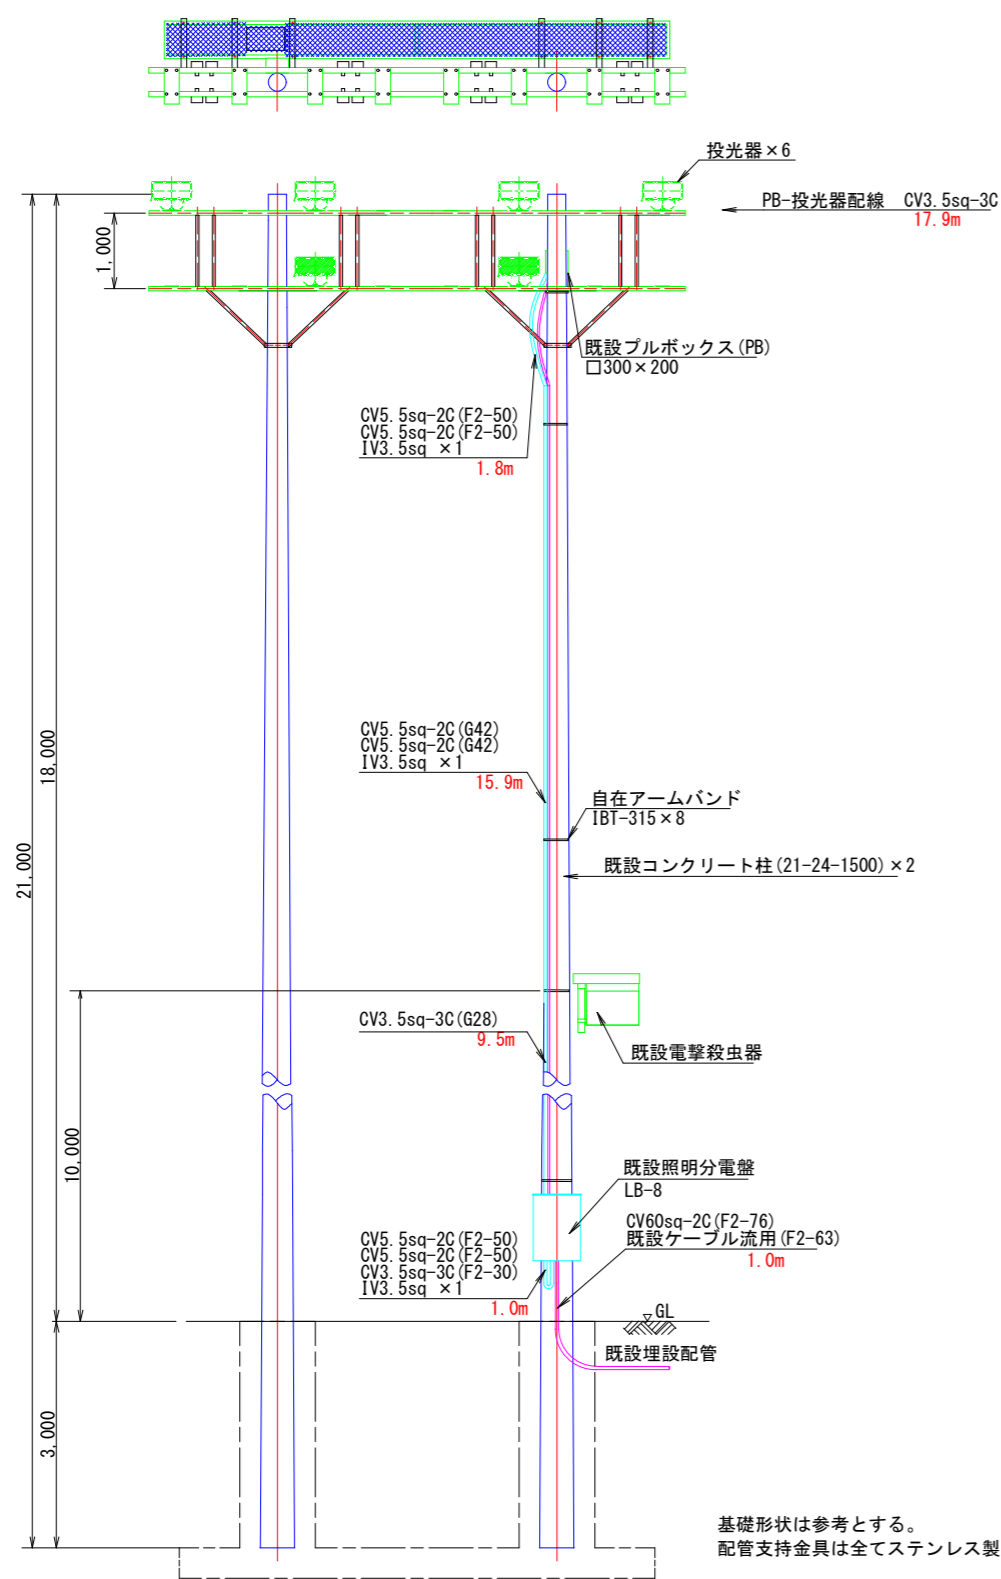 投光器×6
PB-投光器配線 CV3.5sq-3C
17.9m
1,000
既設プルボックス(PB)
□300×200
CV5.5sq-2C(F2-50)
CV5.5sq-2C(F2-50)
IV3.5sq ×1
1.8m
18,000
21,000
CV5.5sq-2C(G42)
CV5.5sq-2C(G42)
IV3.5sq ×1
15.9m
自在アームバンド
IBT-315×8
既設コンクリート柱(21-24-1500)×2
CV3.5sq-3C(G28)
9.5m
既設電撃殺虫器
10,000
既設照明分電盤
LB-8
CV60sq-2C(F2-76)
既設ケーブル流用(F2-63)
1.0m
CV5.5sq-2C(F2-50)
CV5.5sq-2C(F2-50)
CV3.5sq-3C(F2-30)
IV3.5sq ×1
1.0m
GL
既設埋設配管
3,000
基礎形状は参考とする。
配管支持金具は全てステンレス製